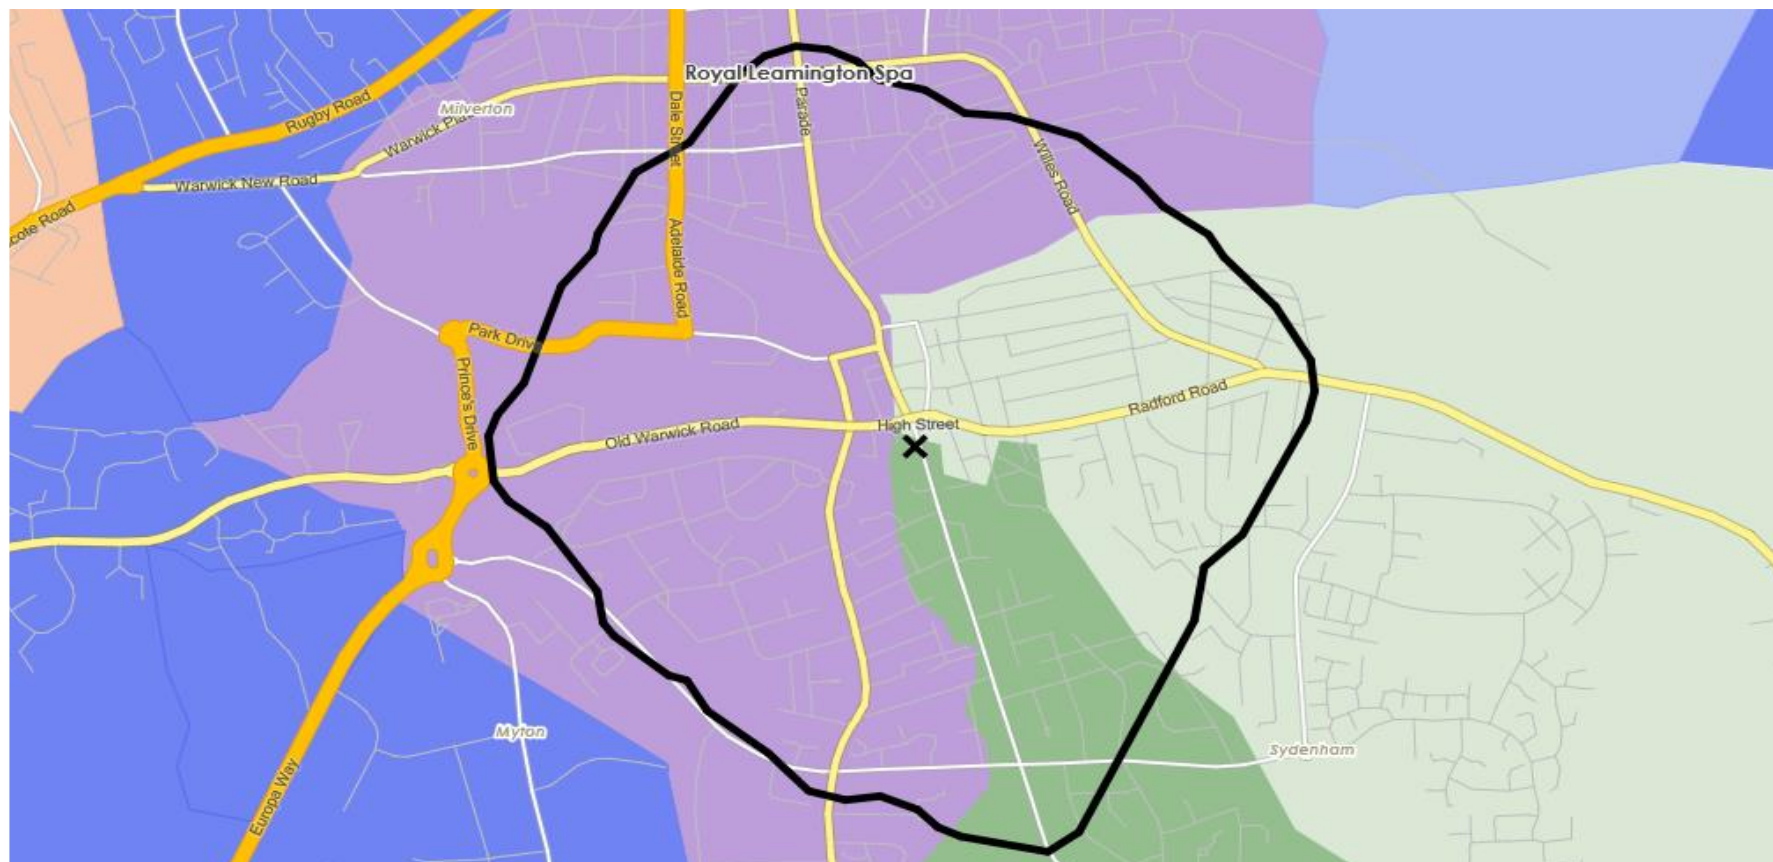 Royal Leamington Spa
Milverton
Rugby Road
Dale Street
Parade
Warwick Plac
Willes Road
Warwick New Road
cote Road
Adelaide Road
Park Drive
Prince's Drive
Radford Road
Old Warwick Road
High Street
Myton
Sydenham
Europa Way